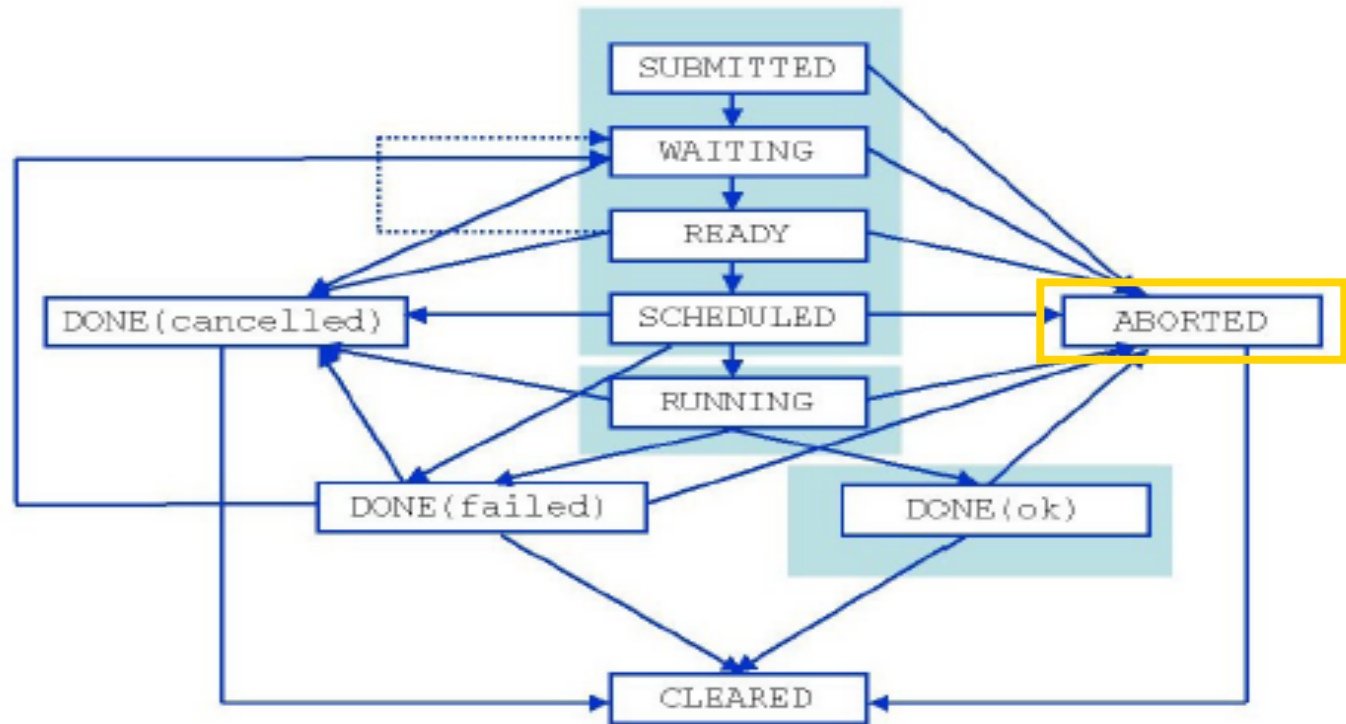 SUBMITTED
WAITING
READY
DONE(cancelled)
SCHEDULED
ABORTED
RUNNING
DONE(failed)
DONE(ok)
CLEARED